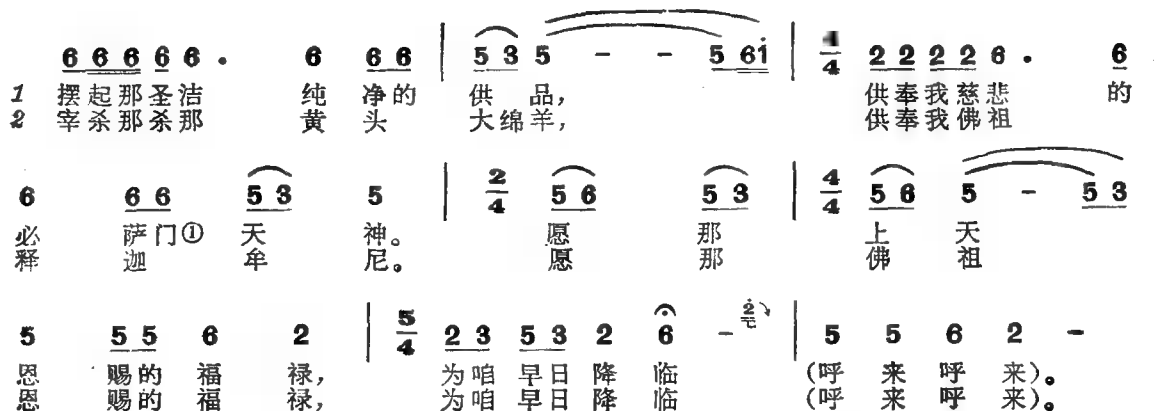 6 6 6 6 6 · 6 6 6 | 5 3 5 - - 5 6 i | 4/4 2 2 2 2 6 · 6
1 摆起那圣洁 纯 净的 供 品, 供奉我慈悲 的
2 宰杀那杀那 黄 头 大绵羊, 供奉我佛祖
6 6 6 5 3 5 | 2/4 5 6 5 3 | 4/4 5 6 5 - 5 3
必 萨门① 天 神。 愿 那 上 天
释 迦 牟 尼。 愿 那 佛 祖
5 5 5 6 2 | 5/4 2 3 5 3 2 6 - 2 | 5 5 6 2 -
恩 赐的 福 禄, 为咱 早日 降 临 (呼 来 呼 来)。
恩 赐的 福 禄, 为咱 早日 降 临 (呼 来 呼 来)。